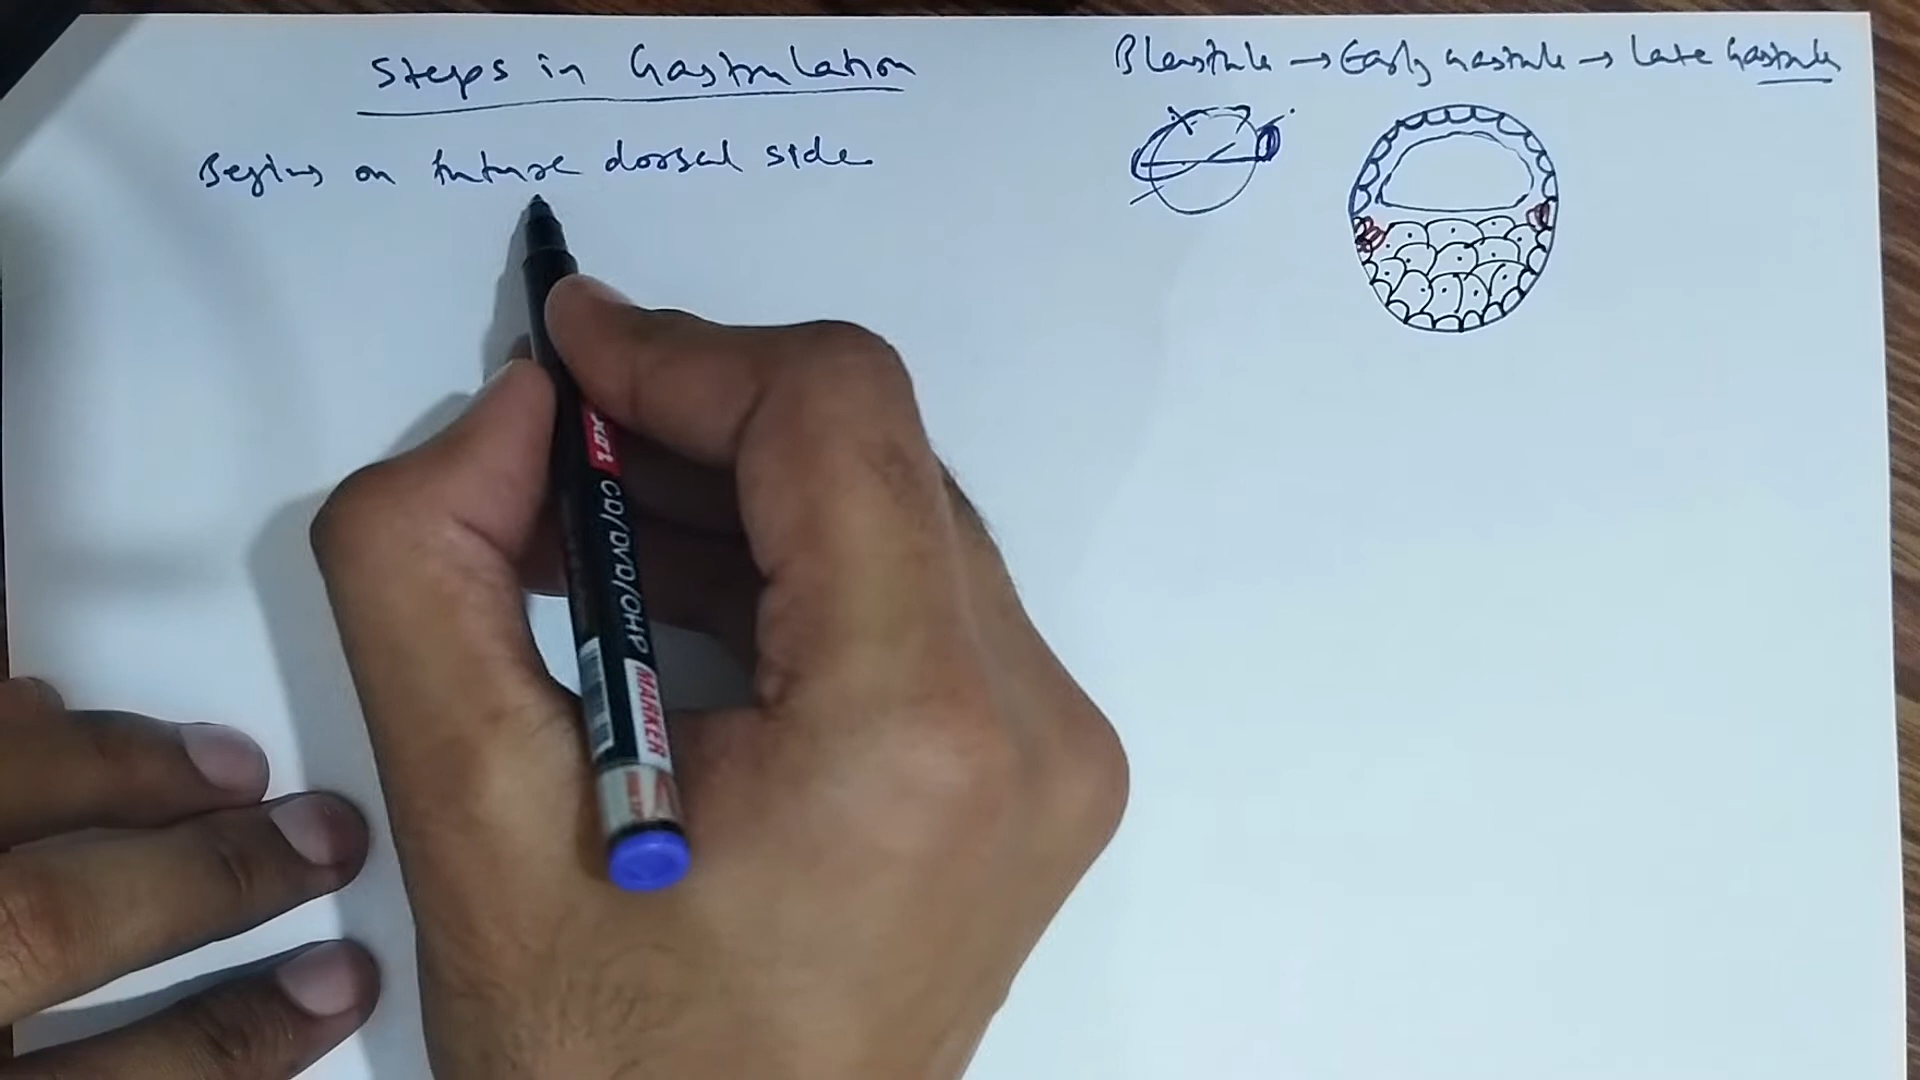 Steps in Gastrulation
Blastula → Early Gastrula → Late Gastrula
Begins on future dorsal side
CD/DVD/OHP MARKER